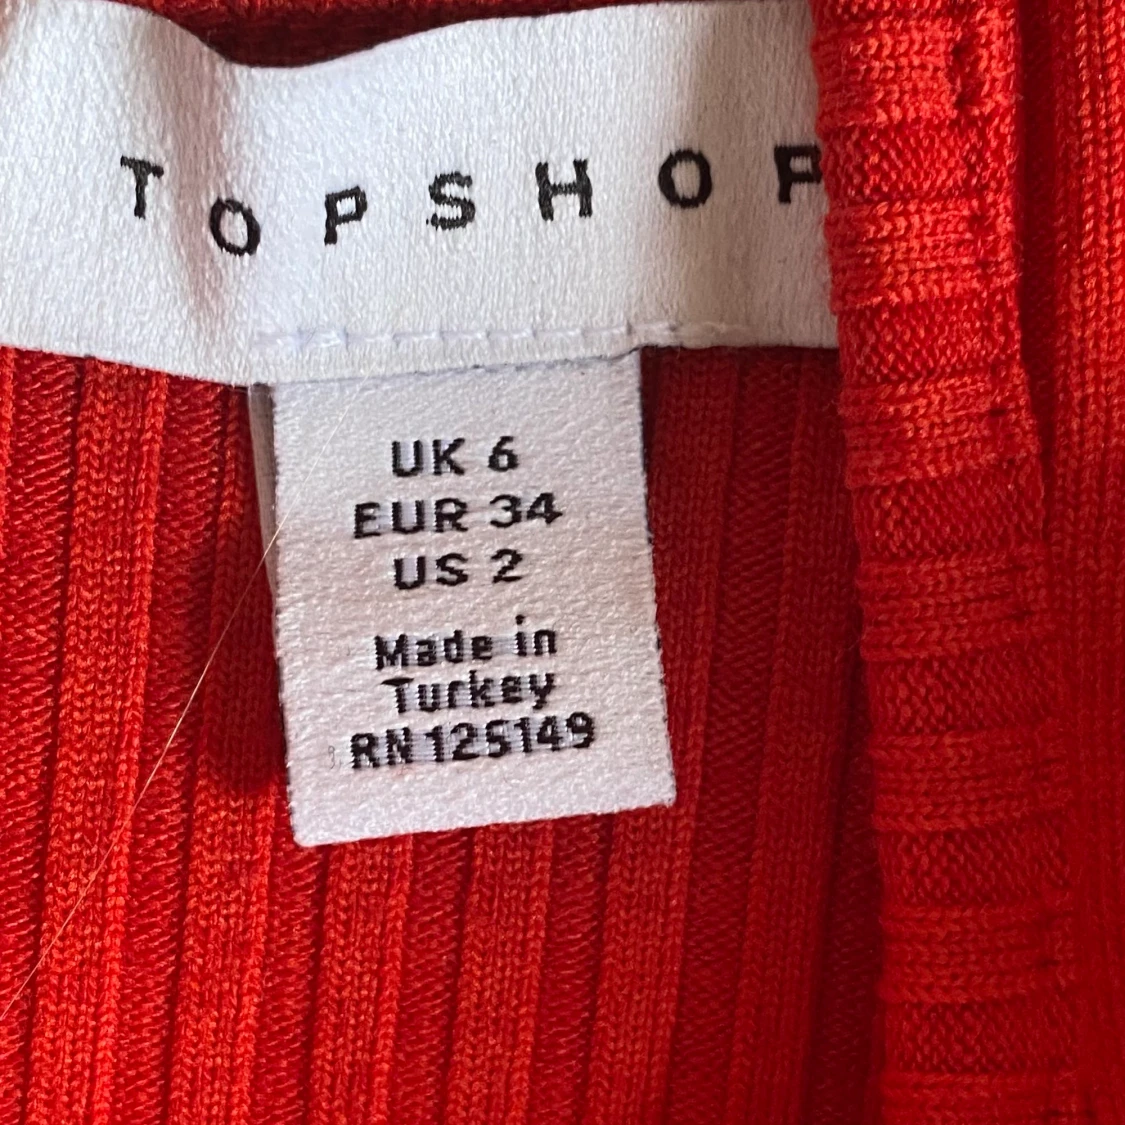 TOPSHOP
UK 6
EUR 34
US 2
Made in
Turkey
RN 125149